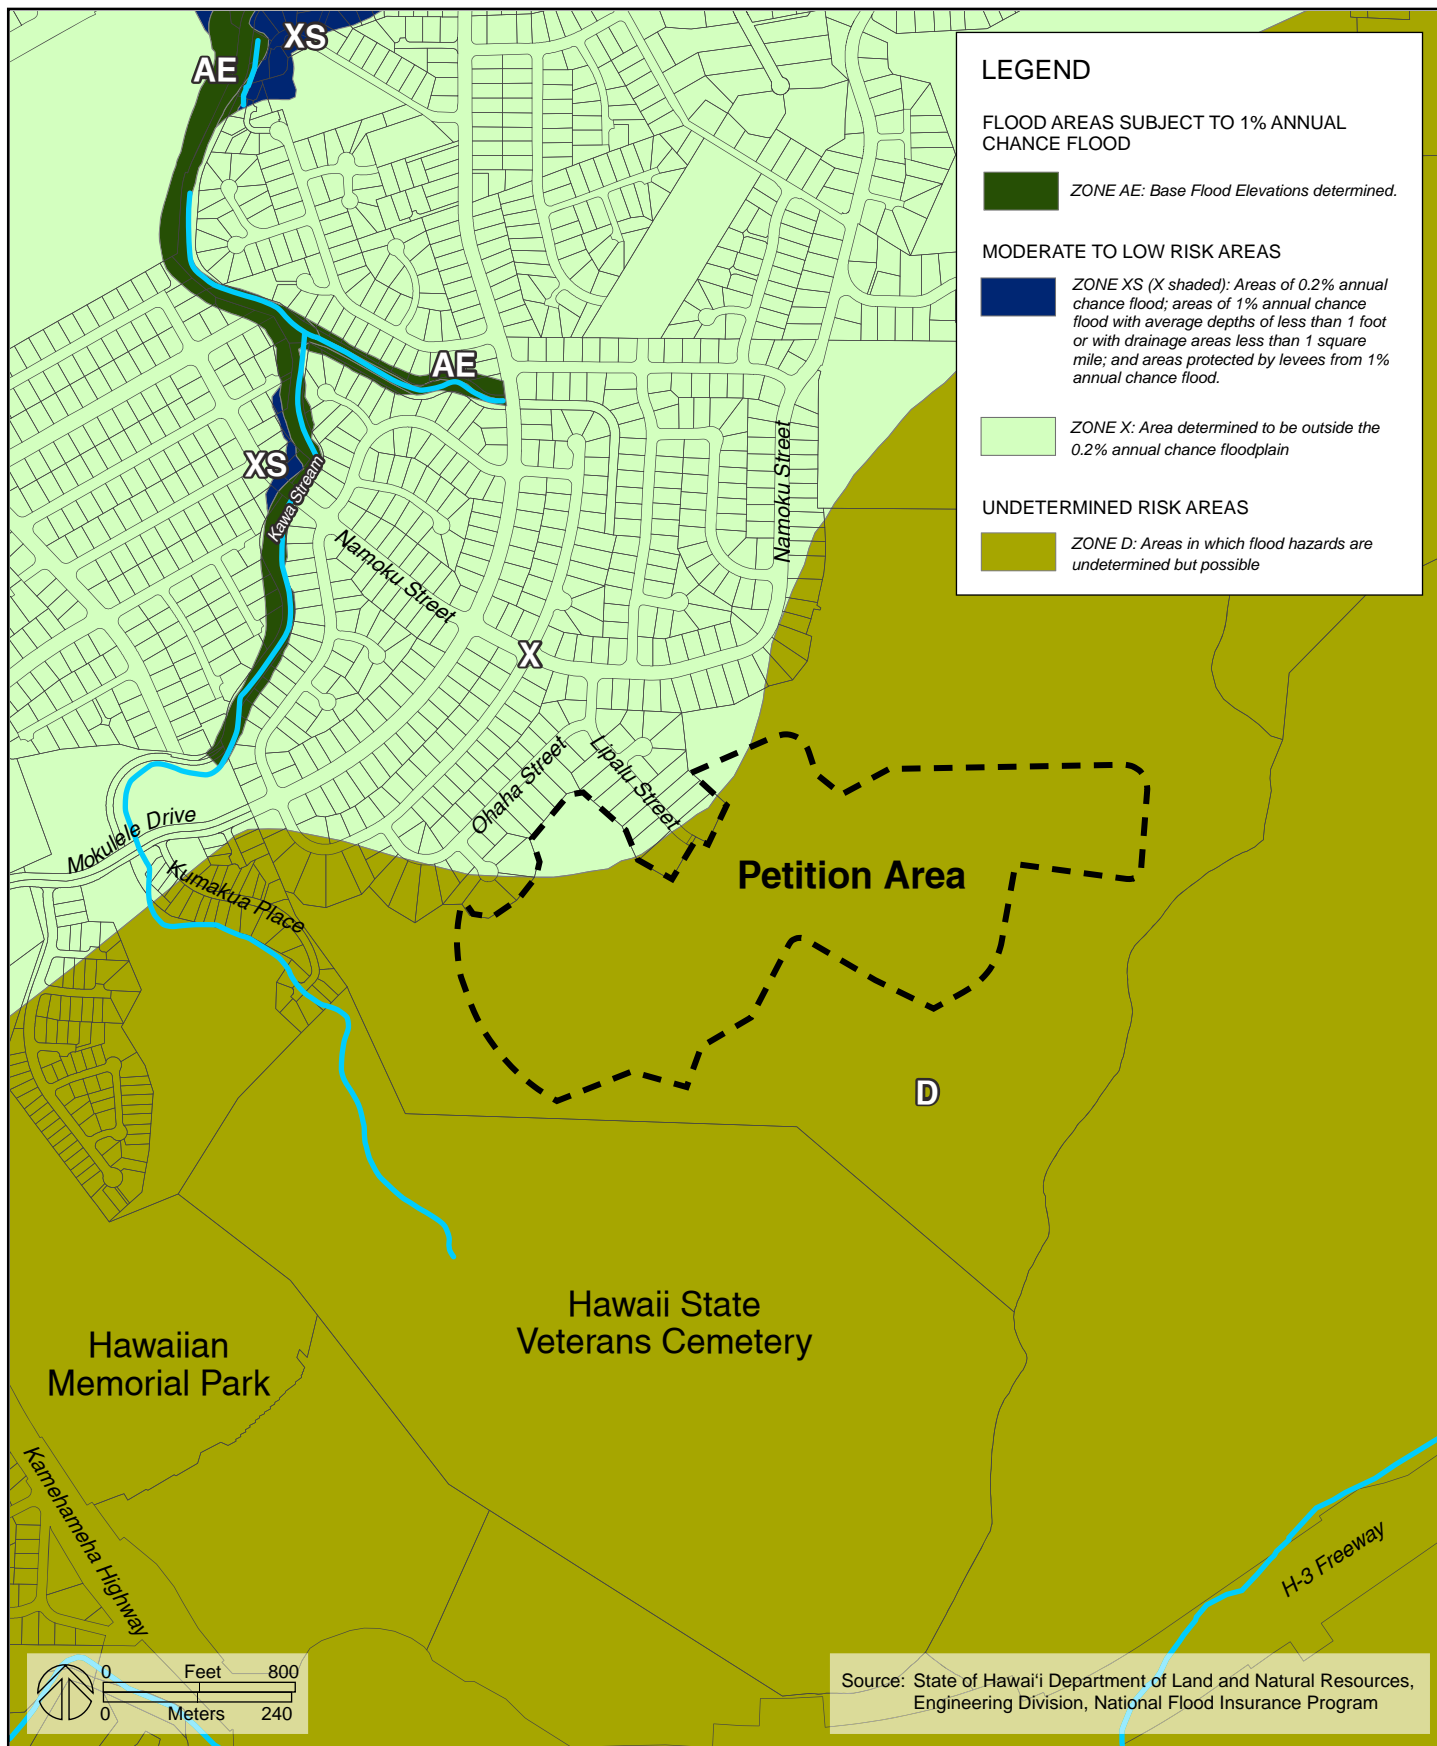 XS
AE
LEGEND
FLOOD AREAS SUBJECT TO 1% ANNUAL
CHANCE FLOOD
ZONE AE: Base Flood Elevations determined.
MODERATE TO LOW RISK AREAS
ZONE XS (X shaded): Areas of 0.2% annual
chance flood; areas of 1% annual chance
flood with average depths of less than 1 foot
or with drainage areas less than 1 square
mile; and areas protected by levees from 1%
annual chance flood.
ZONE X: Area determined to be outside the
0.2% annual chance floodplain
UNDETERMINED RISK AREAS
ZONE D: Areas in which flood hazards are
undetermined but possible
AE
XS
Kawa Stream
Namoku Street
Namoku Street
X
Ohaha Street
Lipalu Street
Mokulele Drive
Kumakua Place
Petition Area
D
Hawaii State
Veterans Cemetery
Hawaiian
Memorial Park
Kamehameha Highway
H-3 Freeway
0 Feet 800
0 Meters 240
Source: State of Hawai‘i Department of Land and Natural Resources,
Engineering Division, National Flood Insurance Program